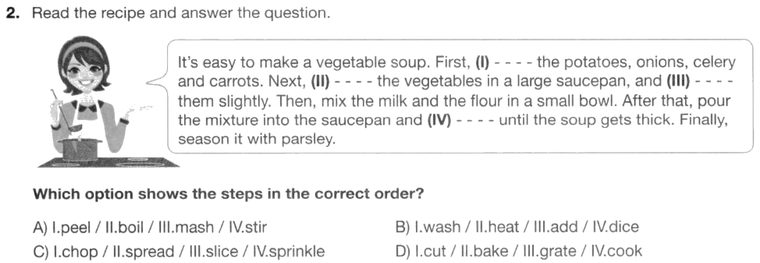 2. Read the recipe and answer the question.
It's easy to make a vegetable soup. First, (I) - - - - the potatoes, onions, celery
and carrots. Next, (II) - - - - the vegetables in a large saucepan, and (III) - - - -
them slightly. Then, mix the milk and the flour in a small bowl. After that, pour
the mixture into the saucepan and (IV) - - - - until the soup gets thick. Finally,
season it with parsley.
Which option shows the steps in the correct order?
A) I.peel / II.boil / III.mash / IV.stir
B) I.wash / II.heat / III.add / IV.dice
C) I.chop / II.spread / III.slice / IV.sprinkle
D) I.cut / II.bake / III.grate / IV.cook